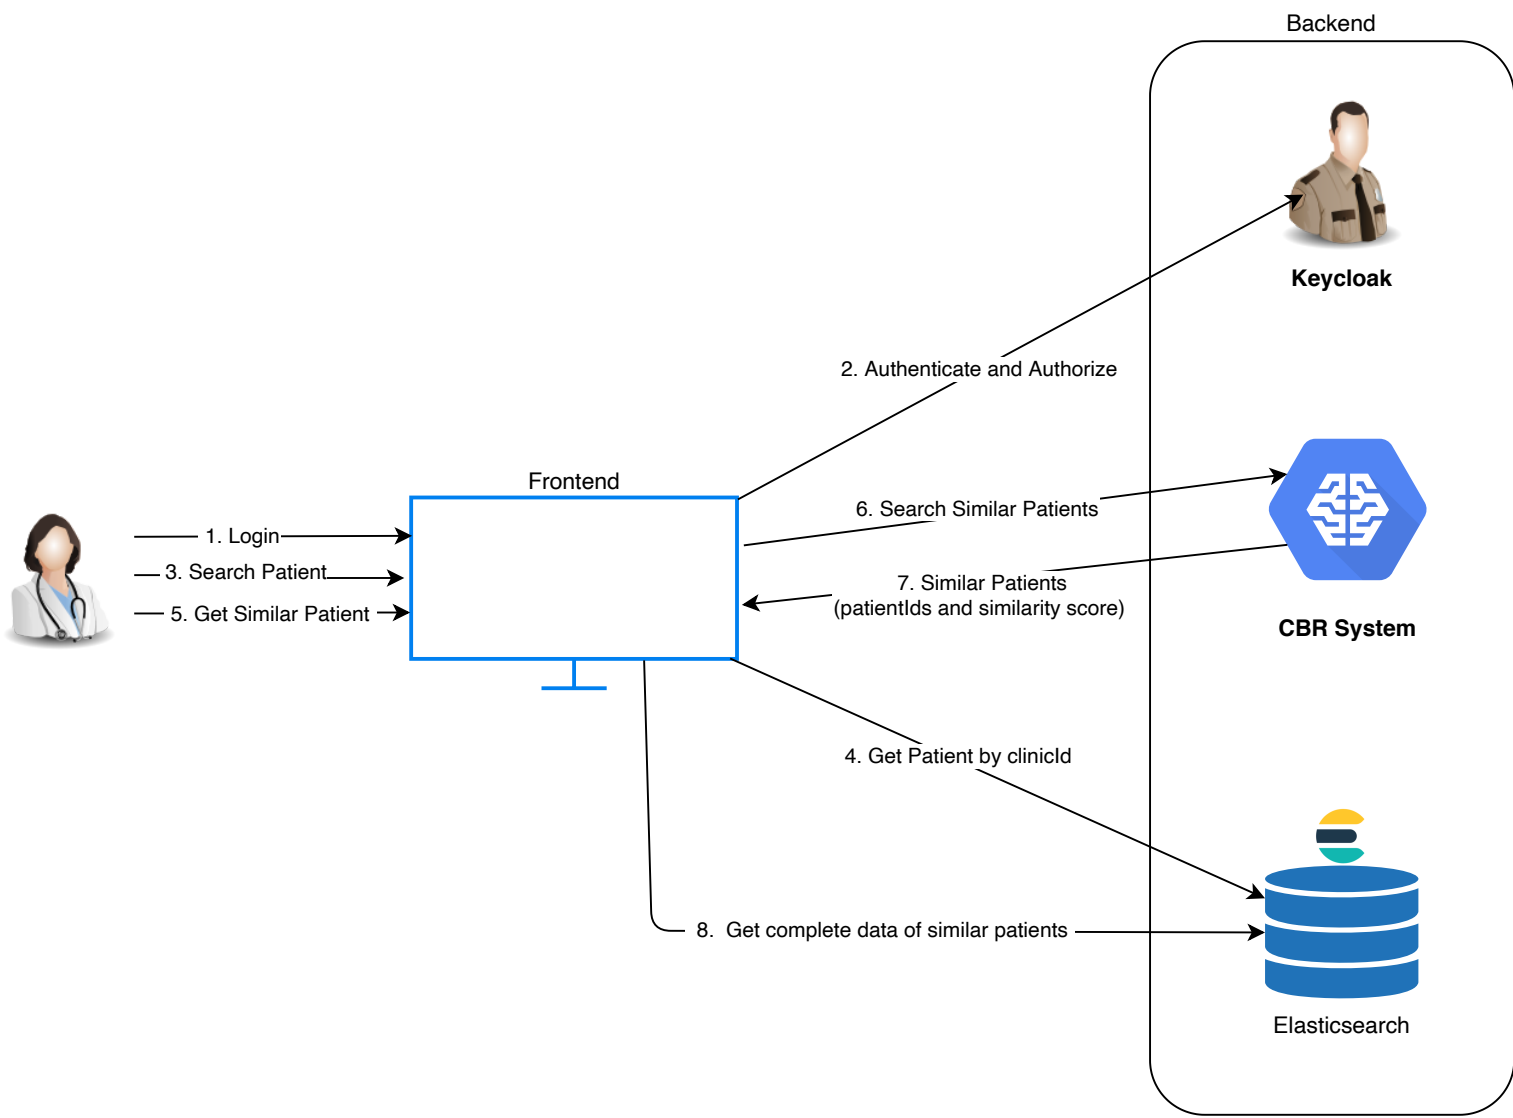 Backend
Keycloak
2. Authenticate and Authorize
Frontend
6. Search Similar Patients
1. Login
3. Search Patient
5. Get Similar Patient
7. Similar Patients
(patientIds and similarity score)
CBR System
4. Get Patient by clinicId
8. Get complete data of similar patients
Elasticsearch